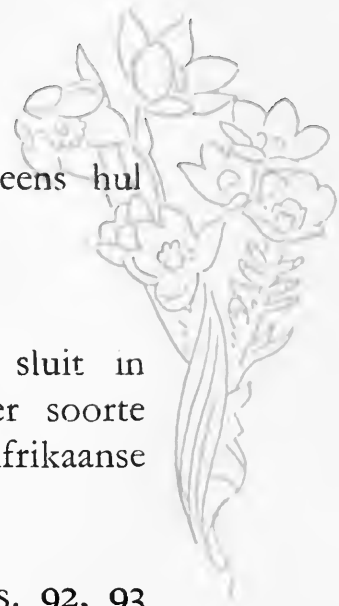 eens hul
sluit in
er soorte
frikaanse
s. 92, 93